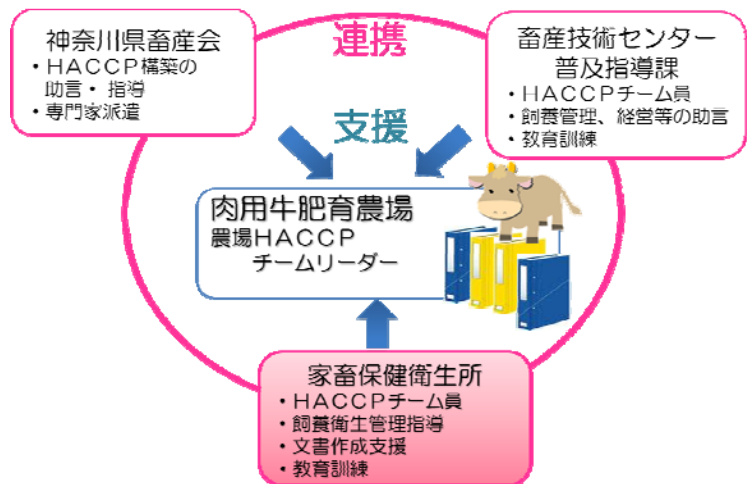 神奈川県畜産会
・HACCP構築の
助言・ 指導
・専門家派遣
連携
畜産技術センター
普及指導課
・HACCPチーム員
・飼養管理、経営等の助言
・教育訓練
支援
肉用牛肥育農場
農場HACCP
チームリーダー
家畜保健衛生所
・HACCPチーム員
・飼養衛生管理指導
・文書作成支援
・教育訓練